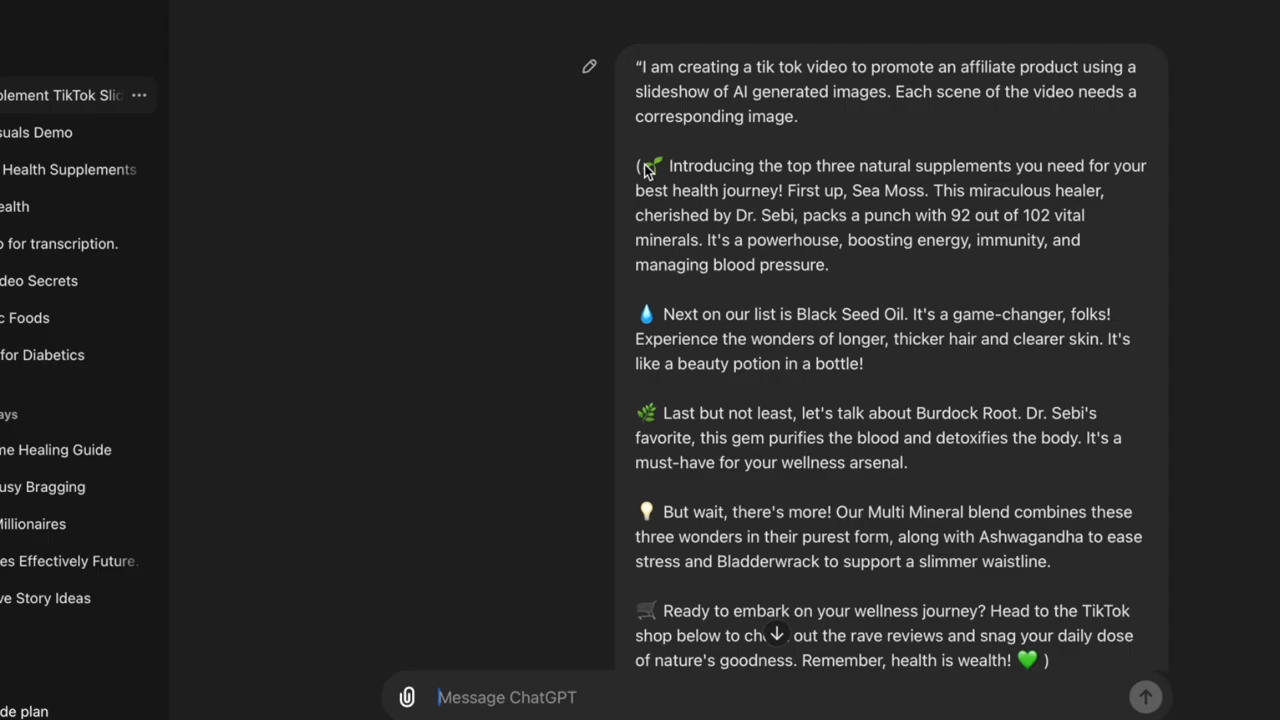 plement TikTok Slic
suals Demo
Health Supplements
ealth
o for transcription.
deo Secrets
c Foods
for Diabetics
ays
me Healing Guide
usy Bragging
Millionaires
es Effectively Future.
ve Story Ideas
de plan
“I am creating a tik tok video to promote an affiliate product using a
slideshow of AI generated images. Each scene of the video needs a
corresponding image.
(🌱 Introducing the top three natural supplements you need for your
best health journey! First up, Sea Moss. This miraculous healer,
cherished by Dr. Sebi, packs a punch with 92 out of 102 vital
minerals. It's a powerhouse, boosting energy, immunity, and
managing blood pressure.
💧 Next on our list is Black Seed Oil. It's a game-changer, folks!
Experience the wonders of longer, thicker hair and clearer skin. It's
like a beauty potion in a bottle!
🌿 Last but not least, let's talk about Burdock Root. Dr. Sebi's
favorite, this gem purifies the blood and detoxifies the body. It's a
must-have for your wellness arsenal.
💡 But wait, there's more! Our Multi Mineral blend combines these
three wonders in their purest form, along with Ashwagandha to ease
stress and Bladderwrack to support a slimmer waistline.
🛒 Ready to embark on your wellness journey? Head to the TikTok
shop below to ch out the rave reviews and snag your daily dose
of nature's goodness. Remember, health is wealth! 💚 )
Message ChatGPT